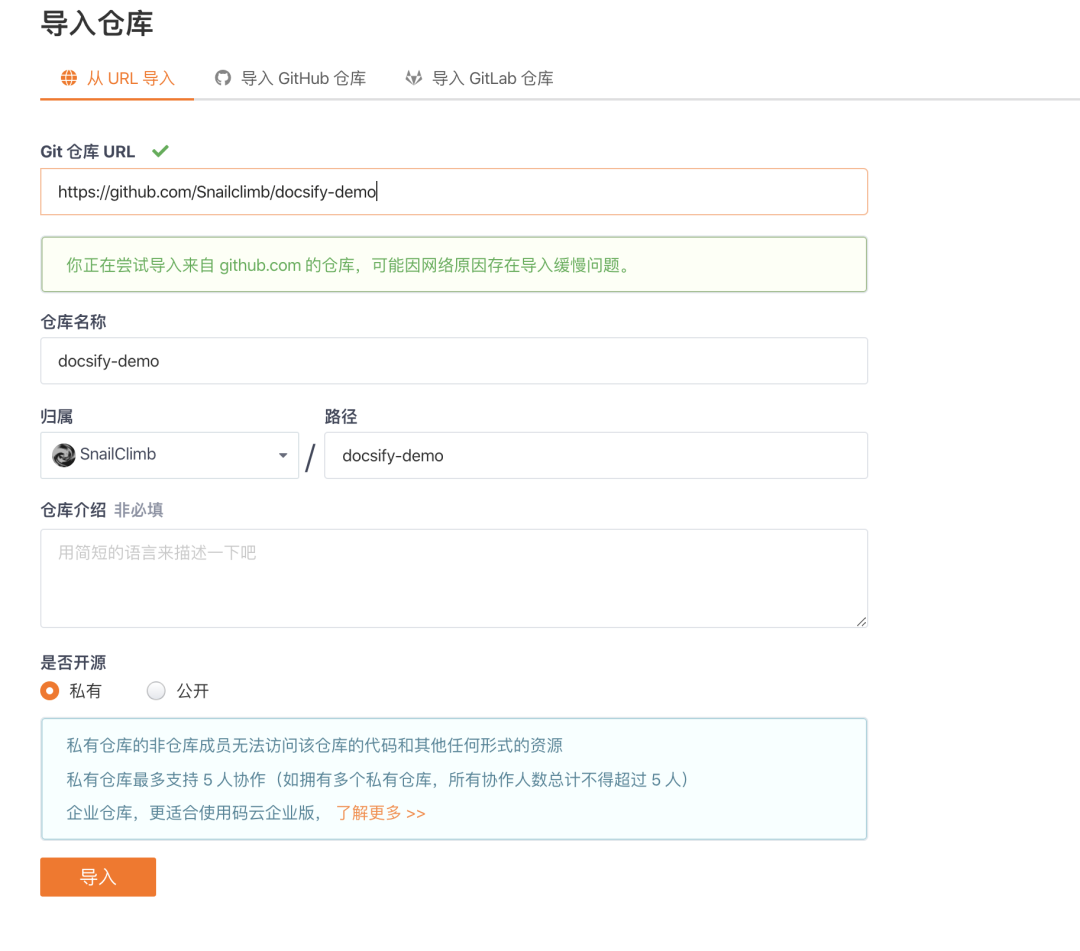 导入仓库
从 URL 导入 导入 GitHub 仓库 导入 GitLab 仓库
Git 仓库 URL
https://github.com/Snailclimb/docsify-demo
你正在尝试导入来自 github.com 的仓库，可能因网络原因存在导入缓慢问题。
仓库名称
docsify-demo
归属 路径
SnailClimb / docsify-demo
仓库介绍 非必填
用简短的语言来描述一下吧
是否开源
私有 公开
私有仓库的非仓库成员无法访问该仓库的代码和其他任何形式的资源
私有仓库最多支持 5 人协作（如拥有多个私有仓库，所有协作人数总计不得超过 5 人）
企业仓库，更适合使用码云企业版， 了解更多 >>
导入